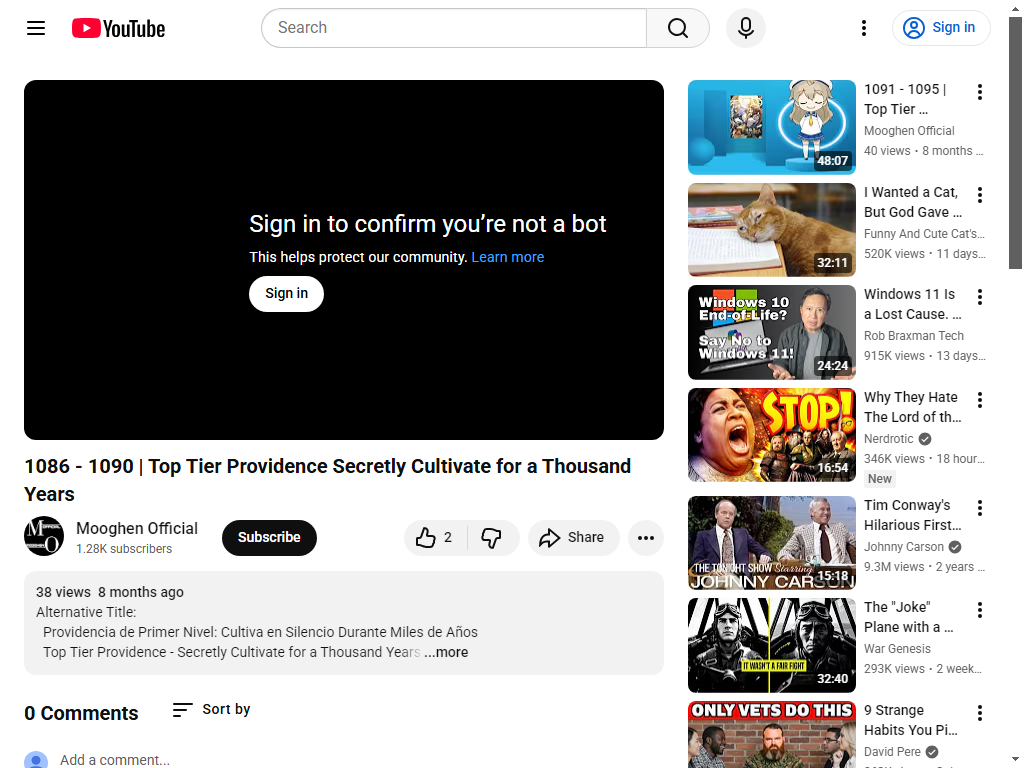 YouTube
Search
Sign in
Sign in to confirm you’re not a bot
This helps protect our community. Learn more
Sign in
1086 - 1090 | Top Tier Providence Secretly Cultivate for a Thousand
Years
Mooghen Official
1.28K subscribers
Subscribe
2
Share
38 views 8 months ago
Alternative Title:
Providencia de Primer Nivel: Cultiva en Silencio Durante Miles de Años
Top Tier Providence - Secretly Cultivate for a Thousand Years ...more
0 Comments
Sort by
Add a comment...
48:07
1091 - 1095 |
Top Tier ...
Mooghen Official
40 views • 8 months ...
32:11
I Wanted a Cat,
But God Gave ...
Funny And Cute Cat's...
520K views • 11 days...
Windows 10
End-of-Life?
Say No to
Windows 11!
24:24
Windows 11 Is
a Lost Cause. ...
Rob Braxman Tech
915K views • 13 days...
STOP!
16:54
Why They Hate
The Lord of th...
Nerdrotic
346K views • 18 hour...
New
THE TONIGHT SHOW Starring
JOHNNY CARSON
15:18
Tim Conway's
Hilarious First...
Johnny Carson
9.3M views • 2 years ...
IT WASN'T A FAIR FIGHT
32:40
The "Joke"
Plane with a ...
War Genesis
293K views • 2 week...
ONLY VETS DO THIS
9 Strange
Habits You Pi...
David Pere